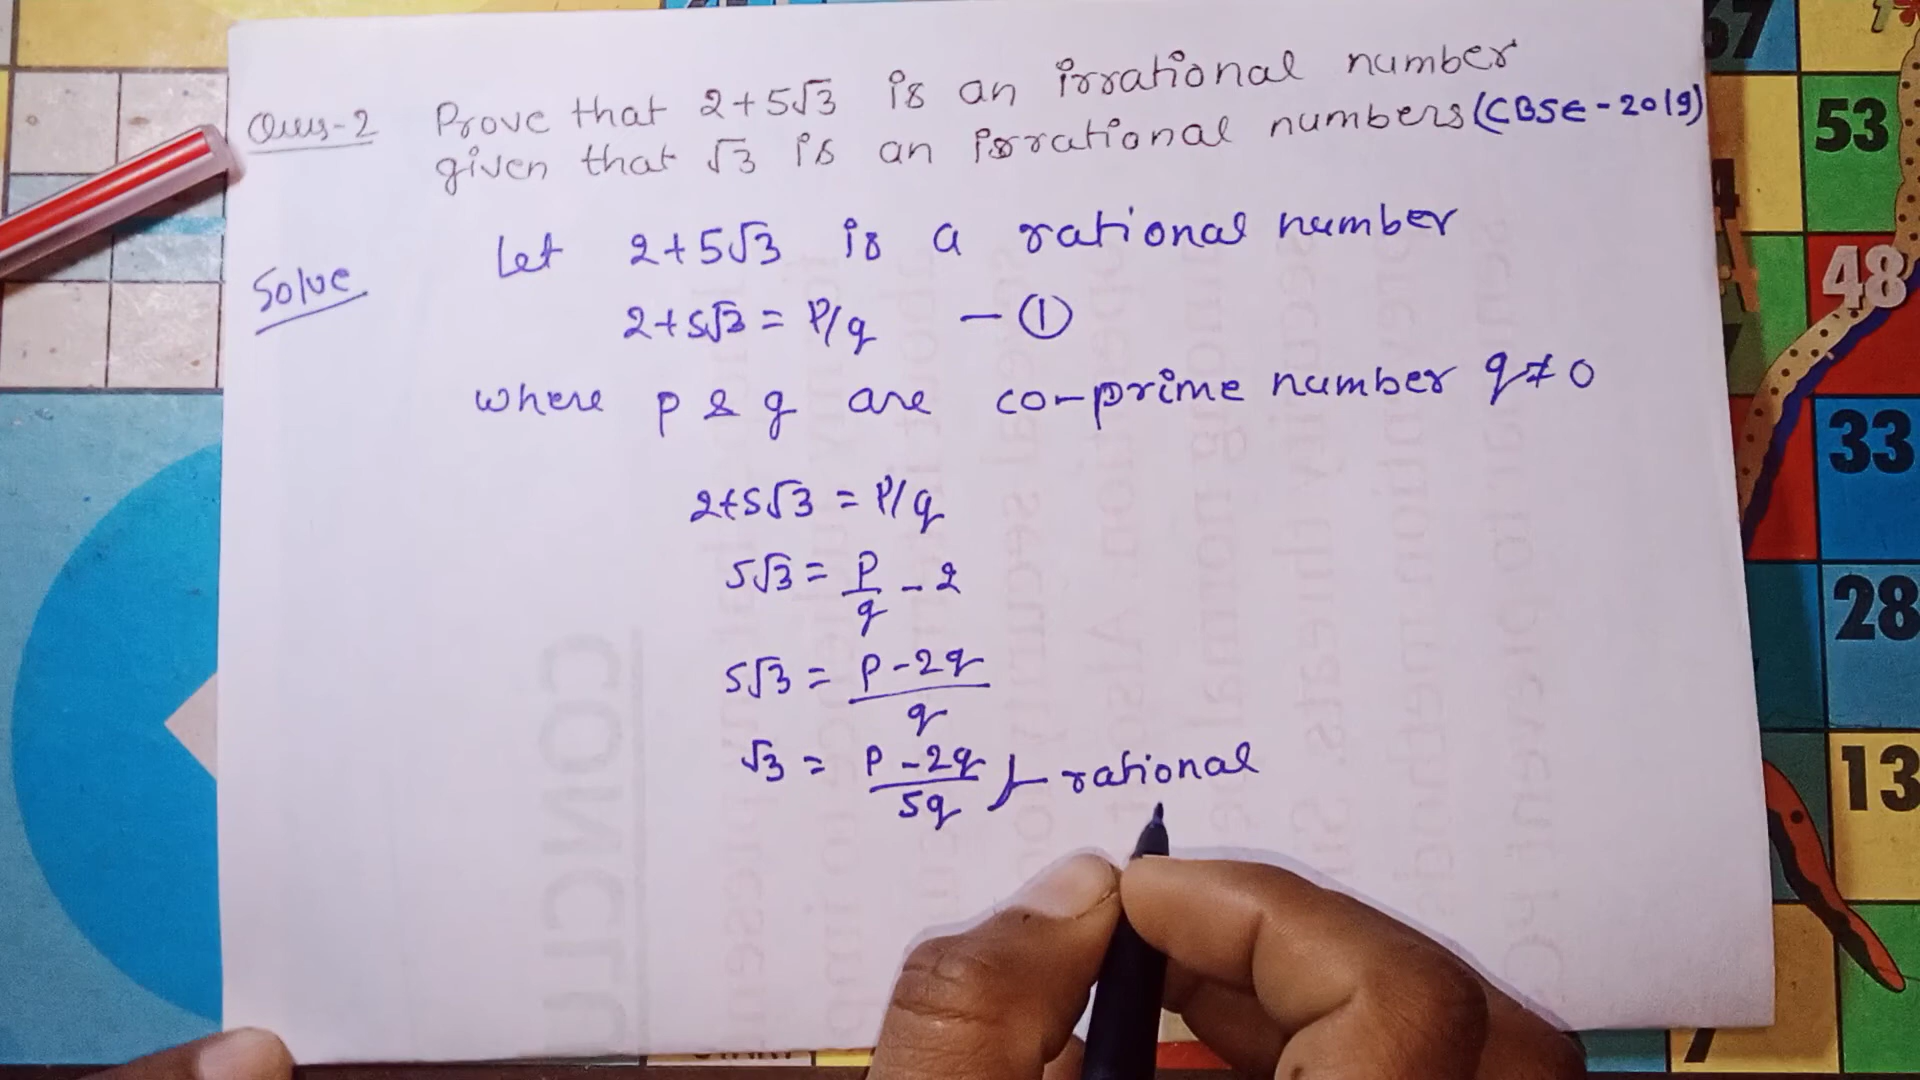 Ques-2 Prove that 2+5√3 is an irrational number
given that √3 is an irrational numbers (CBSE-2019)
Solve
Let 2+5√3 is a rational number
2+5√3 = P/q — ①
where p & q are co-prime number q≠0
2+5√3 = P/q
5√3 = P/q - 2
5√3 = P-2q/q
√3 = P-2q/5q } rational
37
53
48
33
28
13